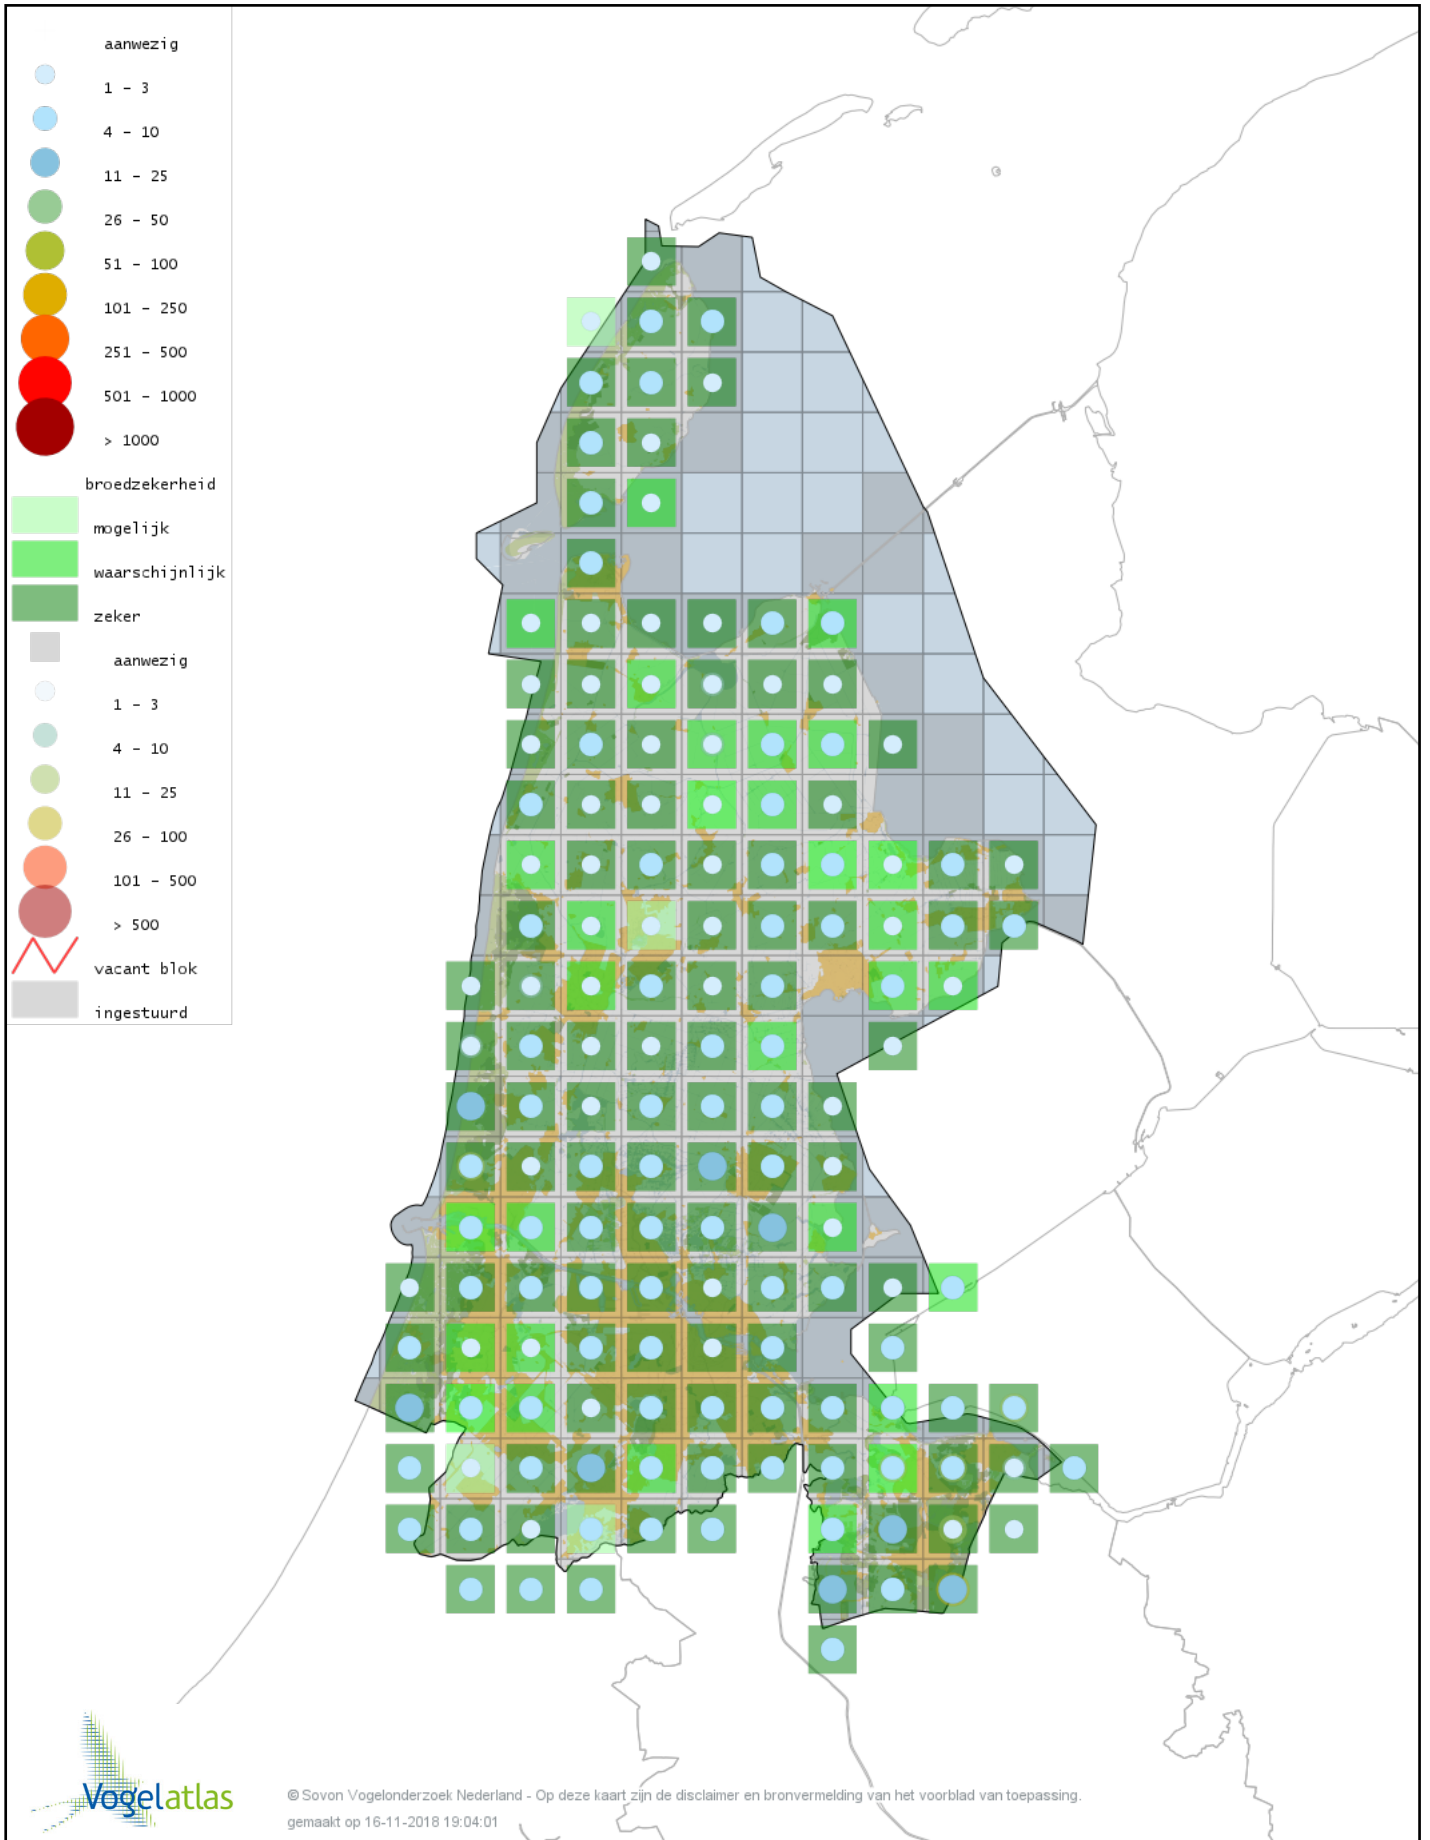 aanwezig
1 - 3
4 - 10
11 - 25
26 - 50
51 - 100
101 - 250
251 - 500
501 - 1000
> 1000
broedzekerheid
mogelijk
waarschijnlijk
zeker
aanwezig
1 - 3
4 - 10
11 - 25
26 - 100
101 - 500
> 500
vacant blok
ingestuurd
Vogelatlas
© Sovon Vogelonderzoek Nederland - Op deze kaart zijn de disclaimer en bronvermelding van het voorblad van toepassing.
gemaakt op 16-11-2018 19:04:01